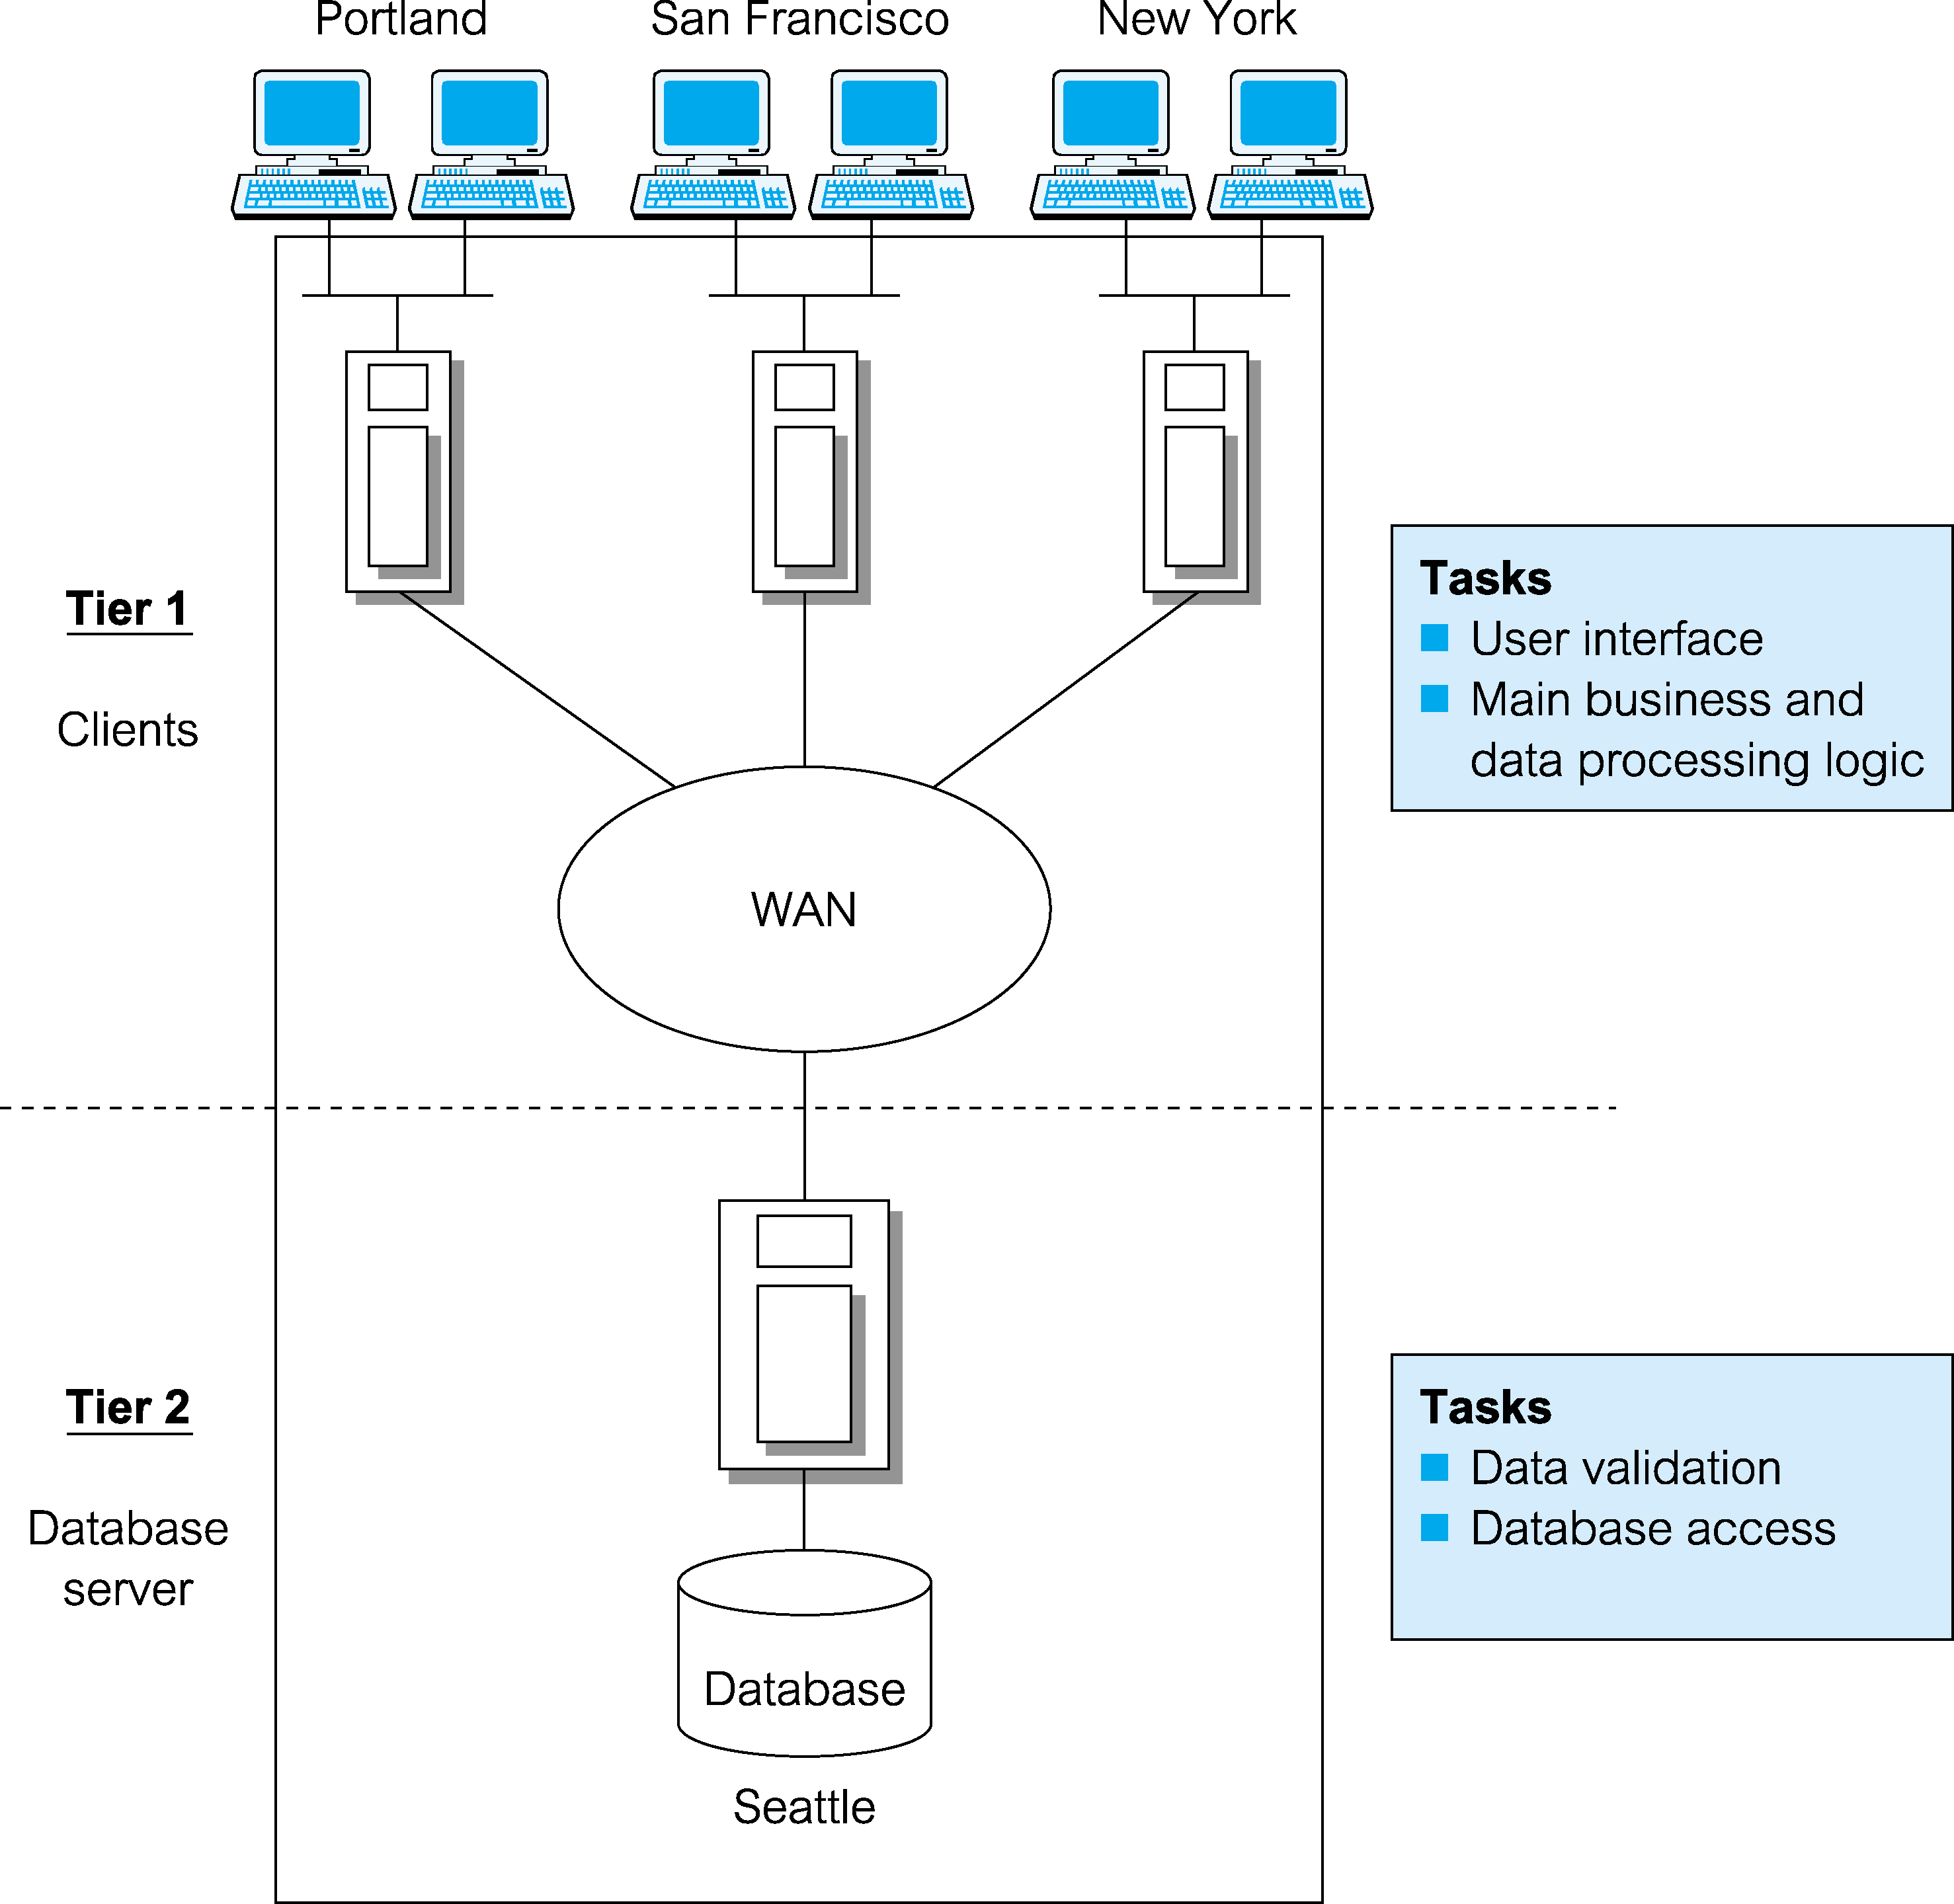 Portland San Francisco New York
Tier 1
Clients
Tasks
User interface
Main business and
data processing logic
WAN
Tier 2
Database
server
Tasks
Data validation
Database access
Database
Seattle